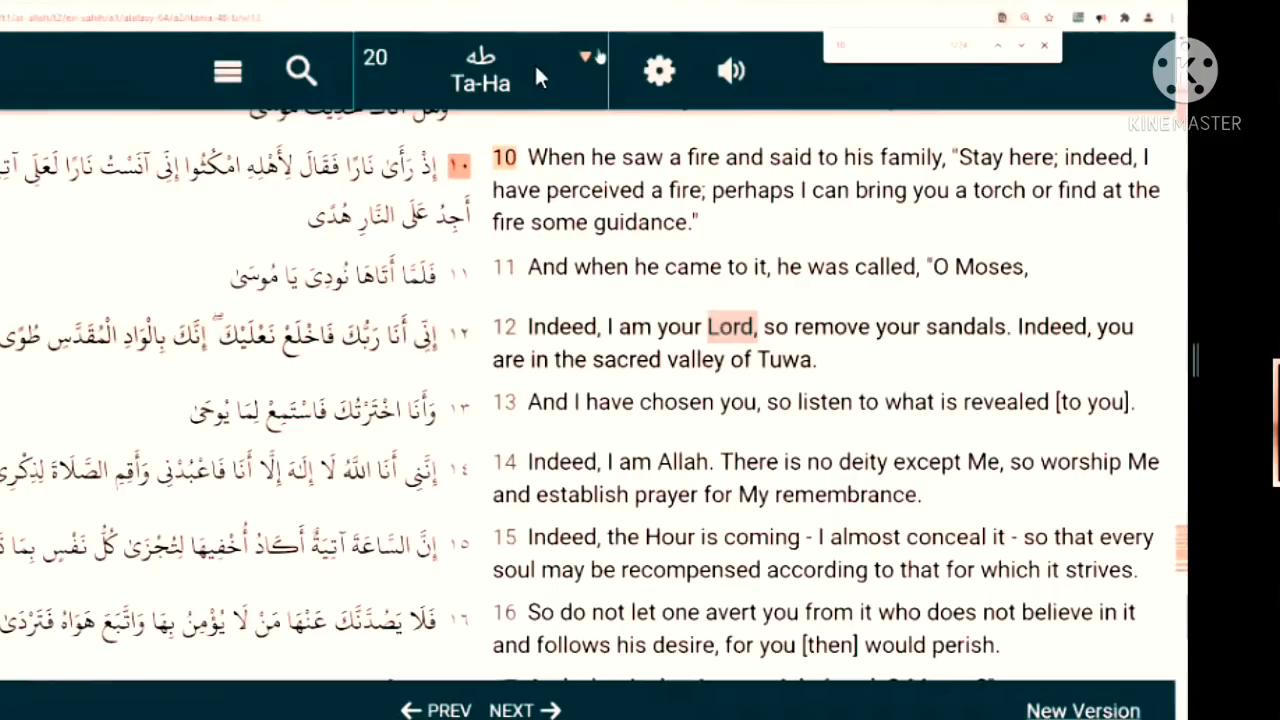 20
طه
Ta-Ha
10
KINEMASTER
إِذْ رَأَىٰ نَارًا فَقَالَ لِأَهْلِهِ امْكُثُوا إِنِّي آنَسْتُ نَارًا لَعَلِّي
أَجِدُ عَلَى النَّارِ هُدًى
١٠
10 When he saw a fire and said to his family, "Stay here; indeed, I
have perceived a fire; perhaps I can bring you a torch or find at the
fire some guidance."
فَلَمَّا أَتَاهَا نُودِيَ يَا مُوسَىٰ ١١
11 And when he came to it, he was called, "O Moses,
إِنِّي أَنَا رَبُّكَ فَاخْلَعْ نَعْلَيْكَ ۖ إِنَّكَ بِالْوَادِ الْمُقَدَّسِ طُوًى ١٢
12 Indeed, I am your Lord, so remove your sandals. Indeed, you
are in the sacred valley of Tuwa.
وَأَنَا اخْتَرْتُكَ فَاسْتَمِعْ لِمَا يُوحَىٰ ١٣
13 And I have chosen you, so listen to what is revealed [to you].
إِنَّنِي أَنَا اللَّهُ لَا إِلَٰهَ إِلَّا أَنَا فَاعْبُدْنِي وَأَقِمِ الصَّلَاةَ لِذِكْرِي ١٤
14 Indeed, I am Allah. There is no deity except Me, so worship Me
and establish prayer for My remembrance.
إِنَّ السَّاعَةَ آتِيَةٌ أَكَادُ أُخْفِيهَا لِتُجْزَىٰ كُلُّ نَفْسٍ بِمَا ١٥
15 Indeed, the Hour is coming - I almost conceal it - so that every
soul may be recompensed according to that for which it strives.
فَلَا يَصُدَّنَّكَ عَنْهَا مَنْ لَا يُؤْمِنُ بِهَا وَاتَّبَعَ هَوَاهُ فَتَرْدَىٰ ١٦
16 So do not let one avert you from it who does not believe in it
and follows his desire, for you [then] would perish.
← PREV NEXT →
New Version